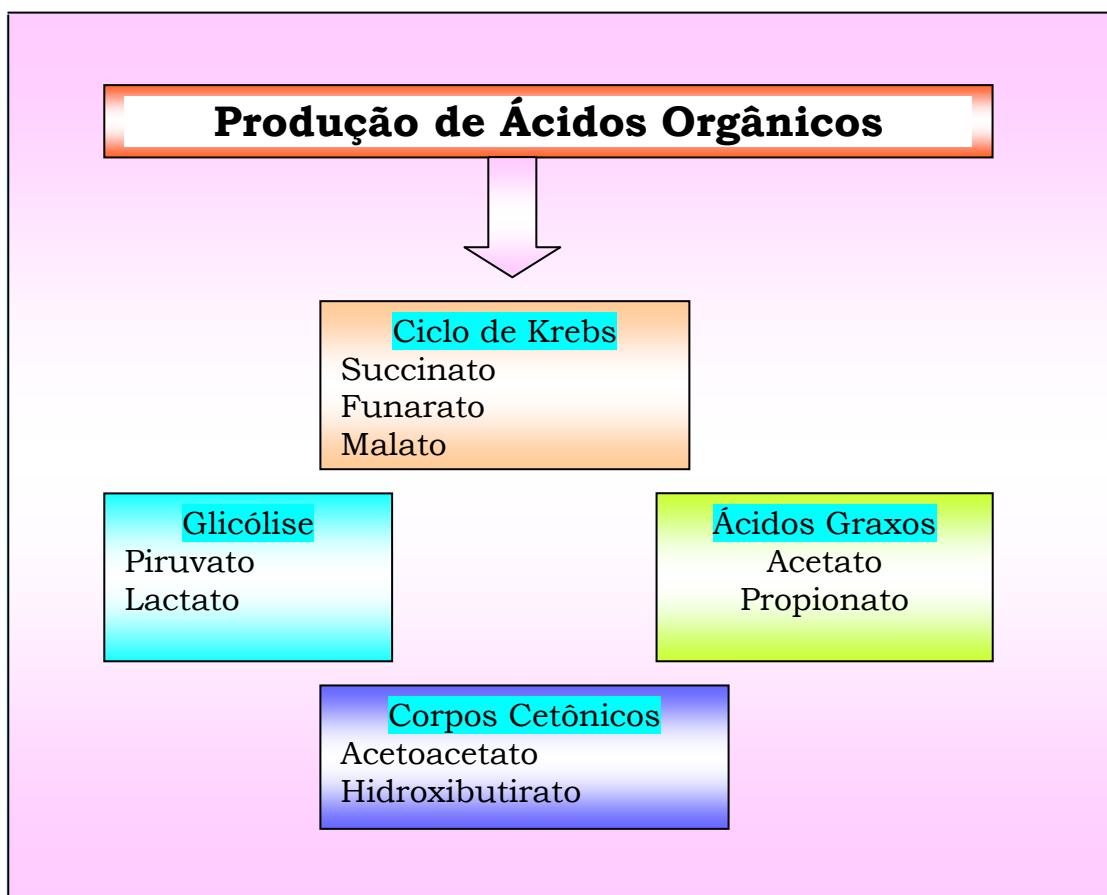 Produção de Ácidos Orgânicos
Ciclo de Krebs
Succinato
Funarato
Malato
Glicólise
Piruvato
Lactato
Ácidos Graxos
Acetato
Propionato
Corpos Cetônicos
Acetoacetato
Hidroxibutirato